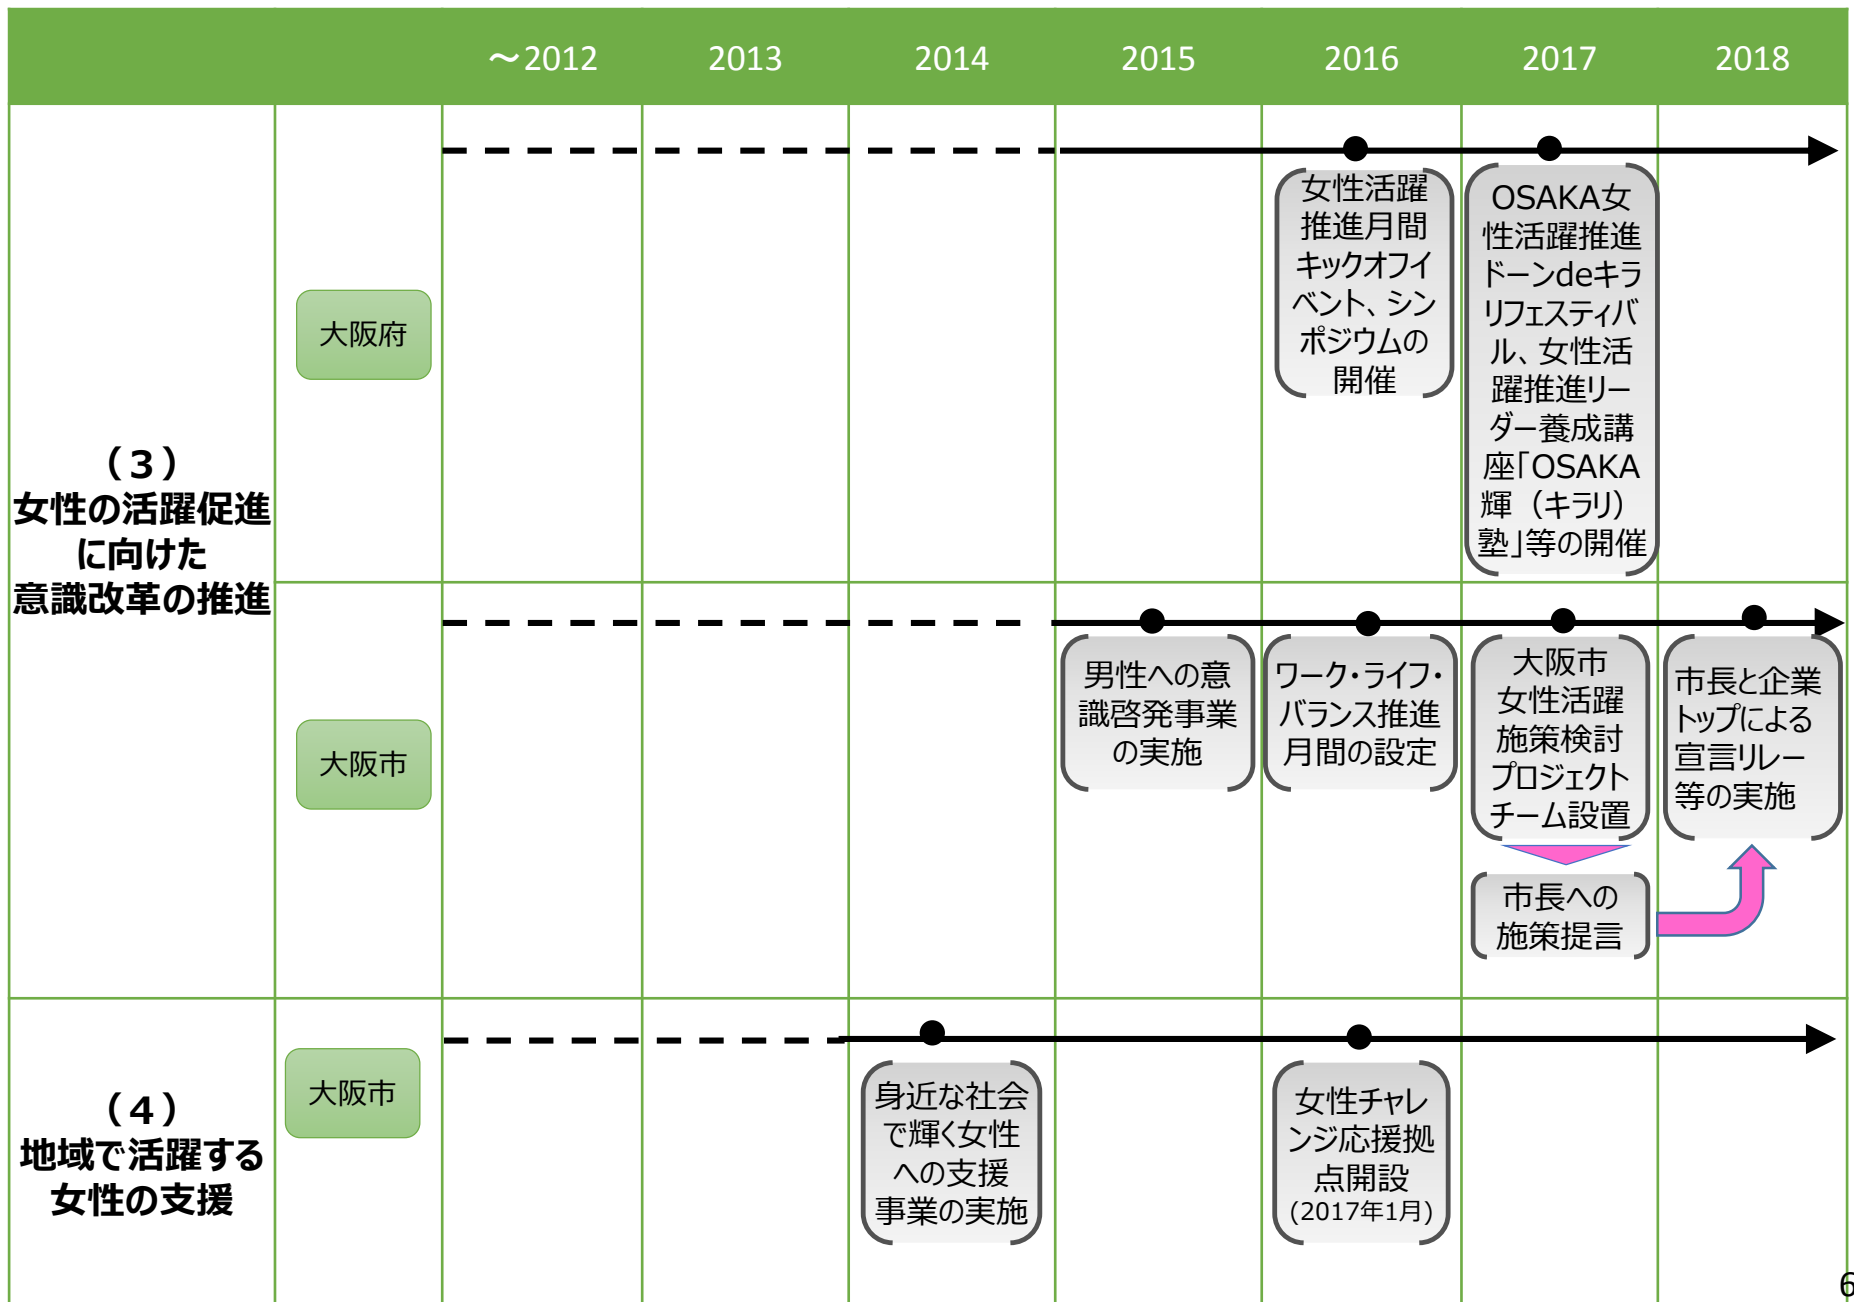 ～2012 2013 2014 2015 2016 2017 2018
（３）
女性の活躍促進
に向けた
意識改革の推進
大阪府
女性活躍
推進月間
キックオフイ
ベント、シン
ポジウムの
開催
OSAKA女
性活躍推進
ドーンdeキラ
リフェスティバ
ル、女性活
躍推進リー
ダー養成講
座「OSAKA
輝（キラリ）
塾」等の開催
大阪市
男性への意
識啓発事業
の実施
ワーク・ライフ・
バランス推進
月間の設定
大阪市
女性活躍
施策検討
プロジェクト
チーム設置
市長への
施策提言
市長と企業
トップによる
宣言リレー
等の実施
（４）
地域で活躍する
女性の支援
大阪市
身近な社会
で輝く女性
への支援
事業の実施
女性チャレ
ンジ応援拠
点開設
(2017年1月)
6